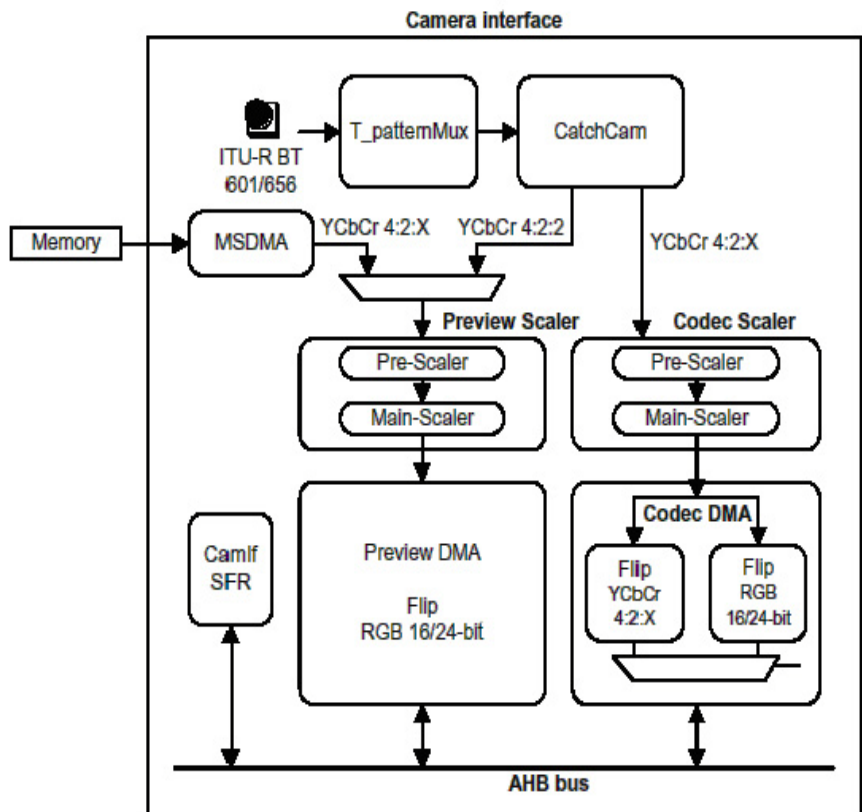 Camera interface
T_patternMux
CatchCam
ITU-R BT
601/656
Memory
MSDMA
YCbCr 4:2:X
YCbCr 4:2:2
YCbCr 4:2:X
Preview Scaler
Codec Scaler
Pre-Scaler
Pre-Scaler
Main-Scaler
Main-Scaler
CamIf
SFR
Preview DMA
Flip
RGB 16/24-bit
Codec DMA
Flip
YCbCr
4:2:X
Flip
RGB
16/24-bit
AHB bus